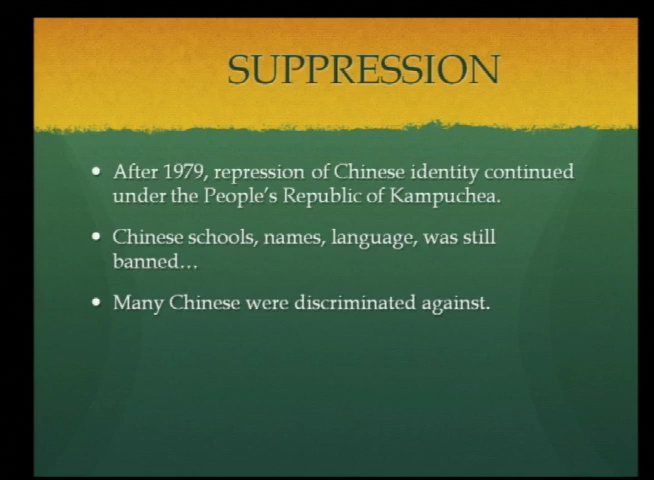 SUPPRESSION
• After 1979, repression of Chinese identity continued
under the People's Republic of Kampuchea.
• Chinese schools, names, language, was still
banned…
• Many Chinese were discriminated against.